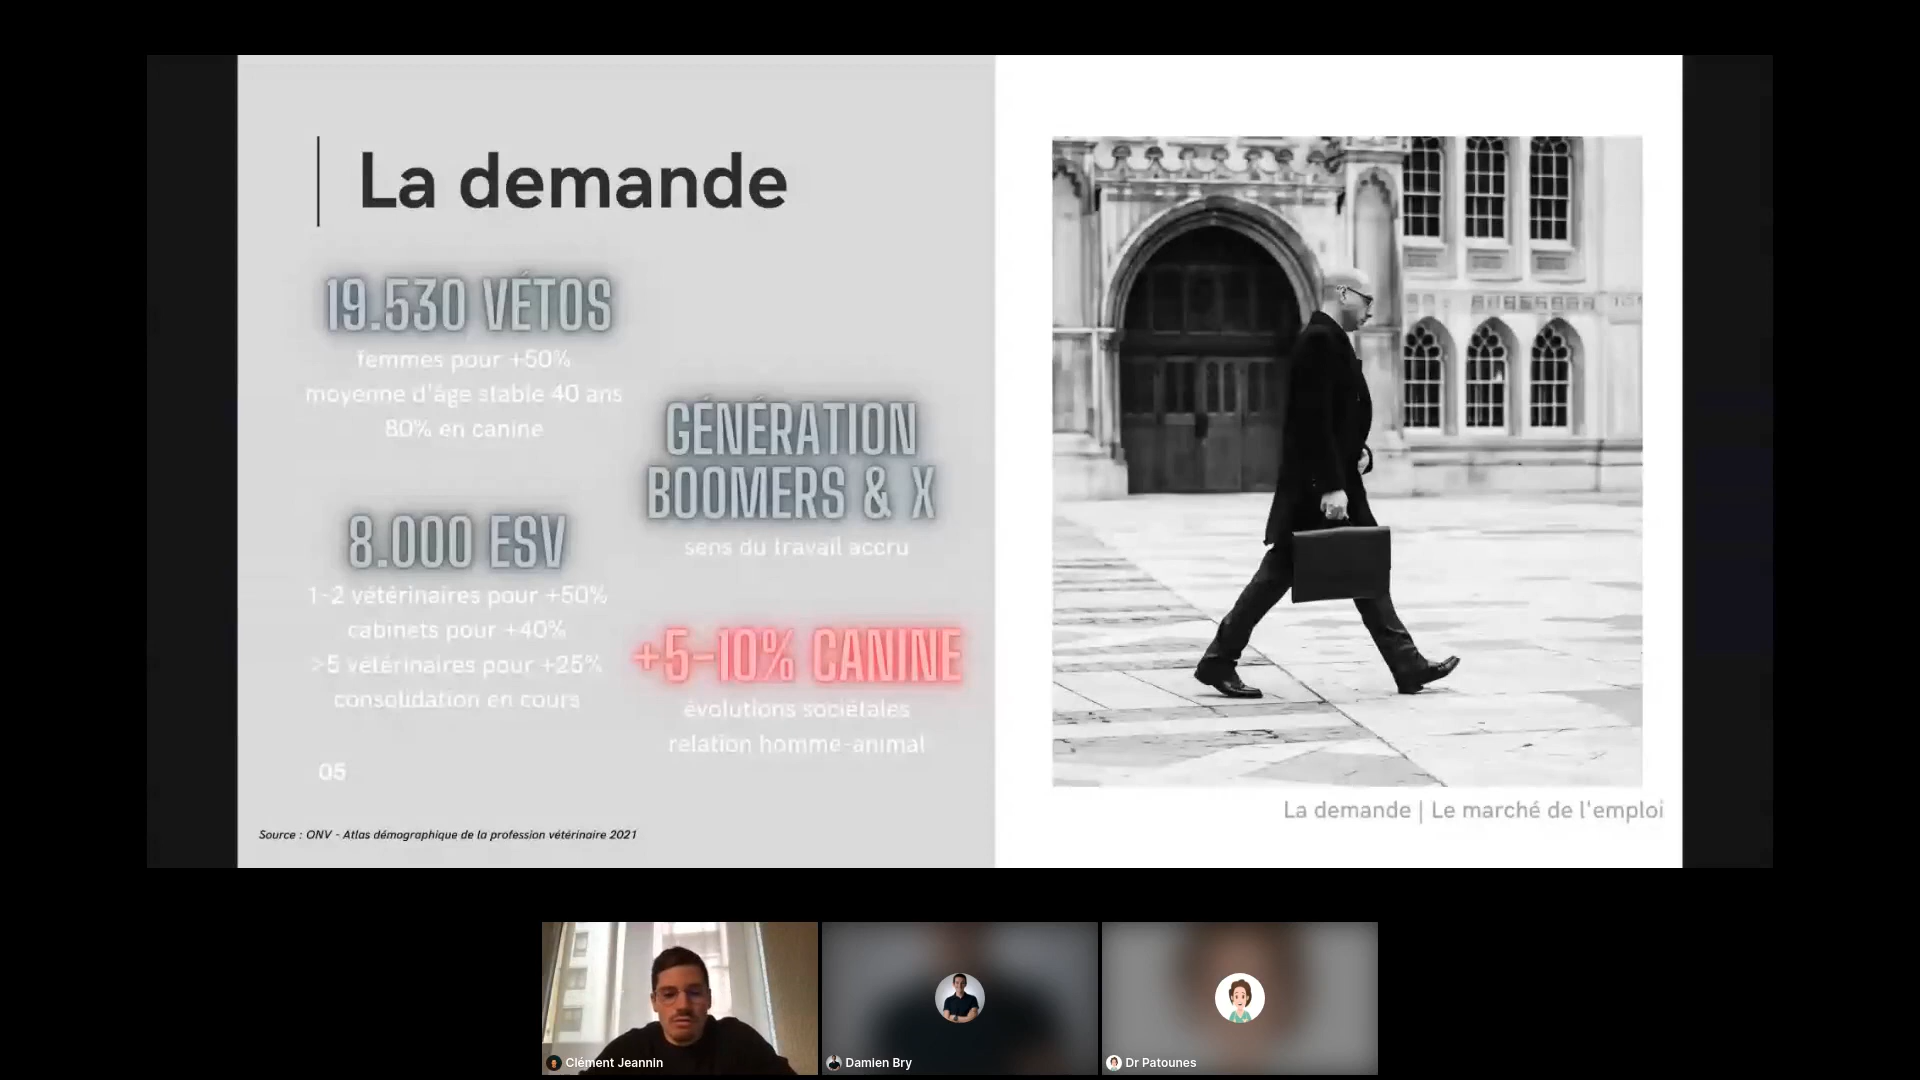 La demande
19.530 VÉTOS
femmes pour +50%
moyenne d'âge stable 40 ans
80% en canine
8.000 ESV
1-2 vétérinaires pour +50%
cabinets pour +40%
>5 vétérinaires pour +25%
consolidation en cours
GÉNÉRATION
BOOMERS & X
sens du travail accru
+5-10% CANINE
évolutions sociétales
relation homme-animal
05
Source : ONV - Atlas démographique de la profession vétérinaire 2021
La demande | Le marché de l'emploi
Clément Jeannin
Damien Bry
Dr Patounes